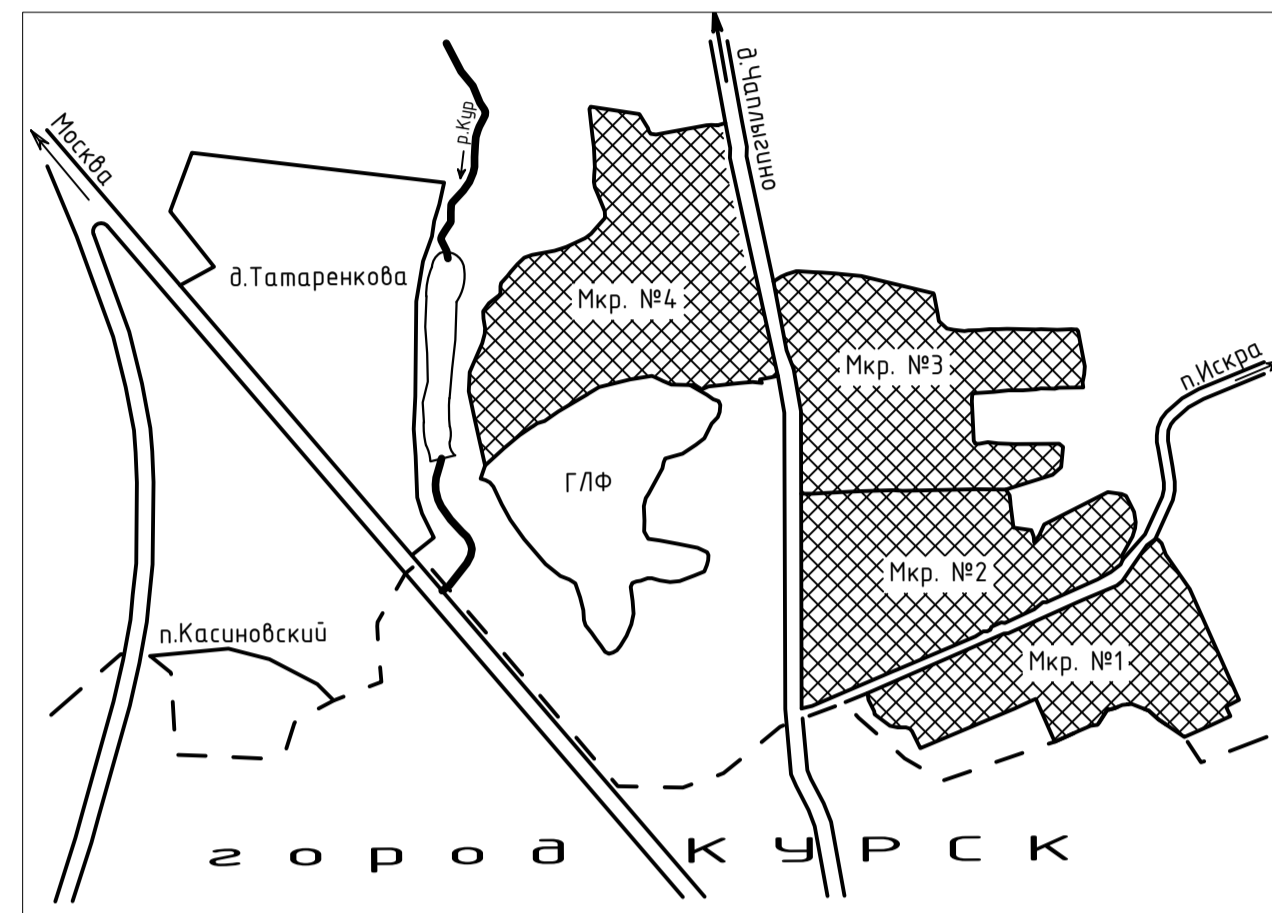 Москва
р.Кур
д.Чаплыгино
д.Татаренкова
Мкр. №4
Мкр. №3
п.Искра
ГЛФ
Мкр. №2
п.Касиновский
Мкр. №1
город КУРСК